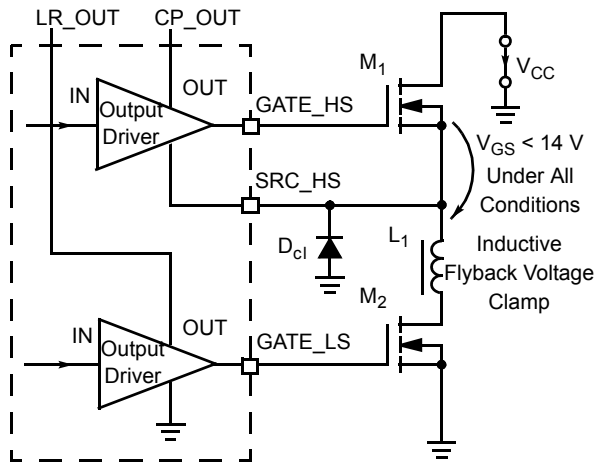 LR_OUT CP_OUT
M1
VCC
IN OUT
Output
Driver
GATE_HS
VGS < 14 V
Under All
Conditions
SRC_HS
Dcl
L1
Inductive
Flyback Voltage
Clamp
M2
IN OUT
Output
Driver
GATE_LS